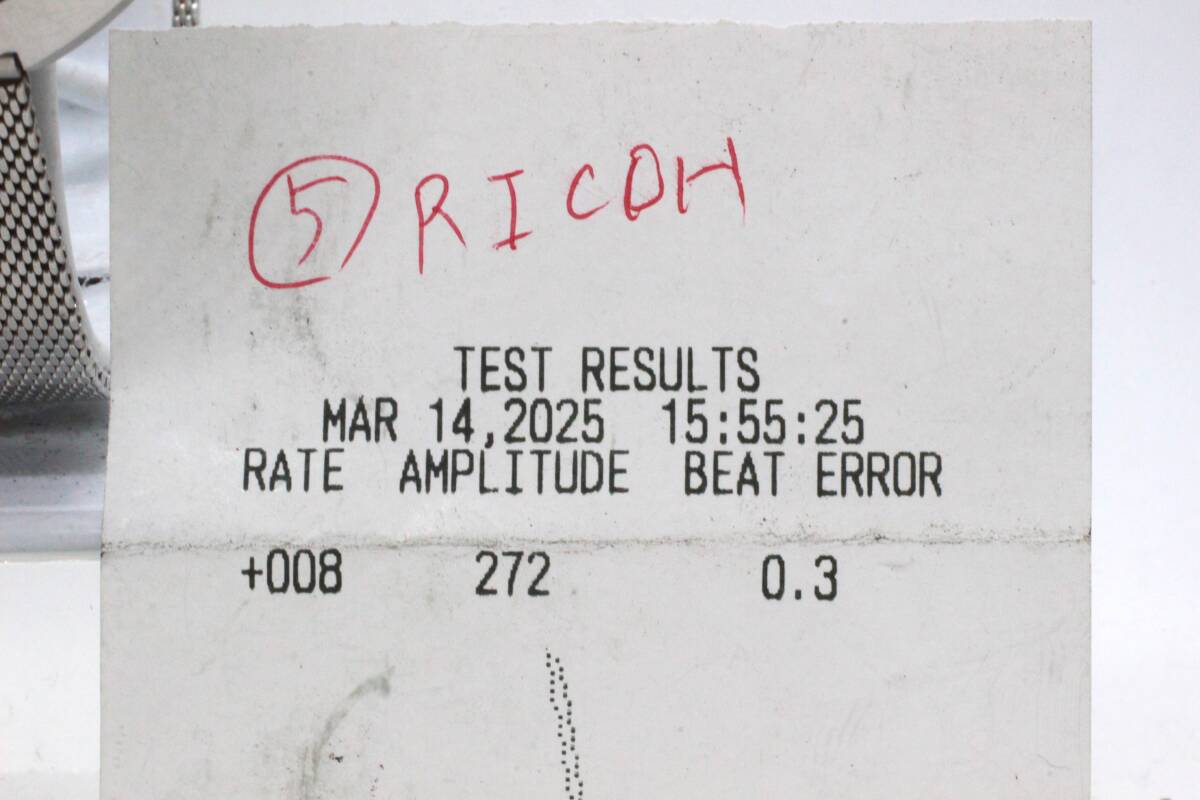 ⑤ RICOH
TEST RESULTS
MAR 14,2025 15:55:25
RATE AMPLITUDE BEAT ERROR
+008 272 0.3